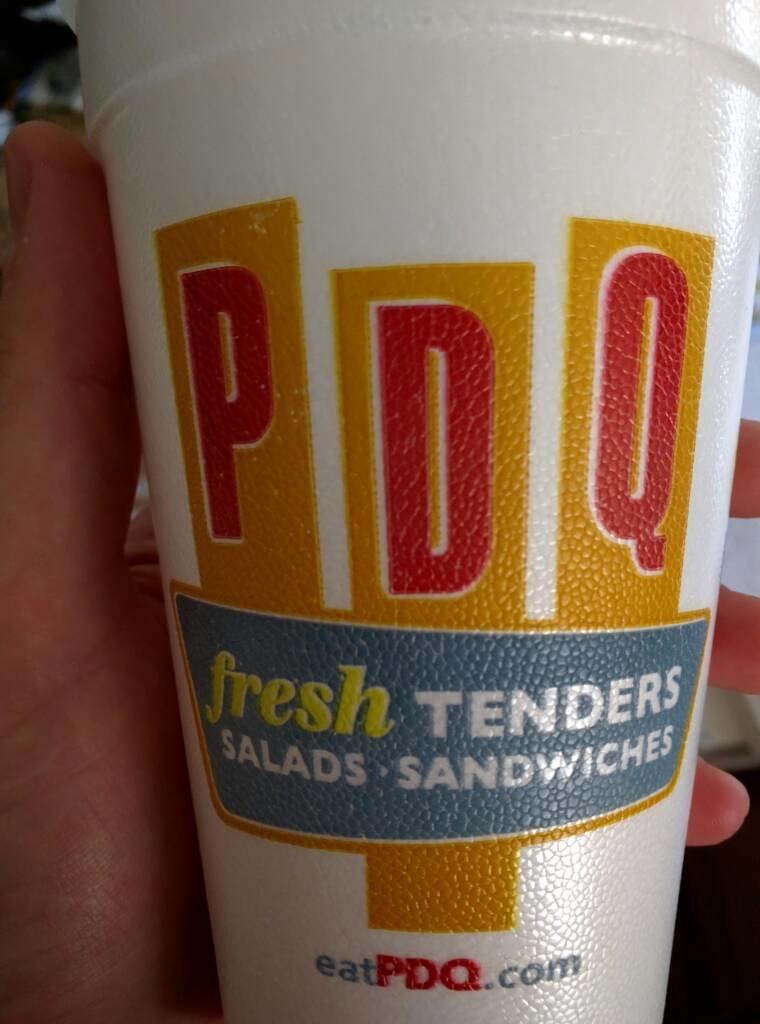 PDQ
fresh TENDERS
SALADS · SANDWICHES
eatPDQ.com